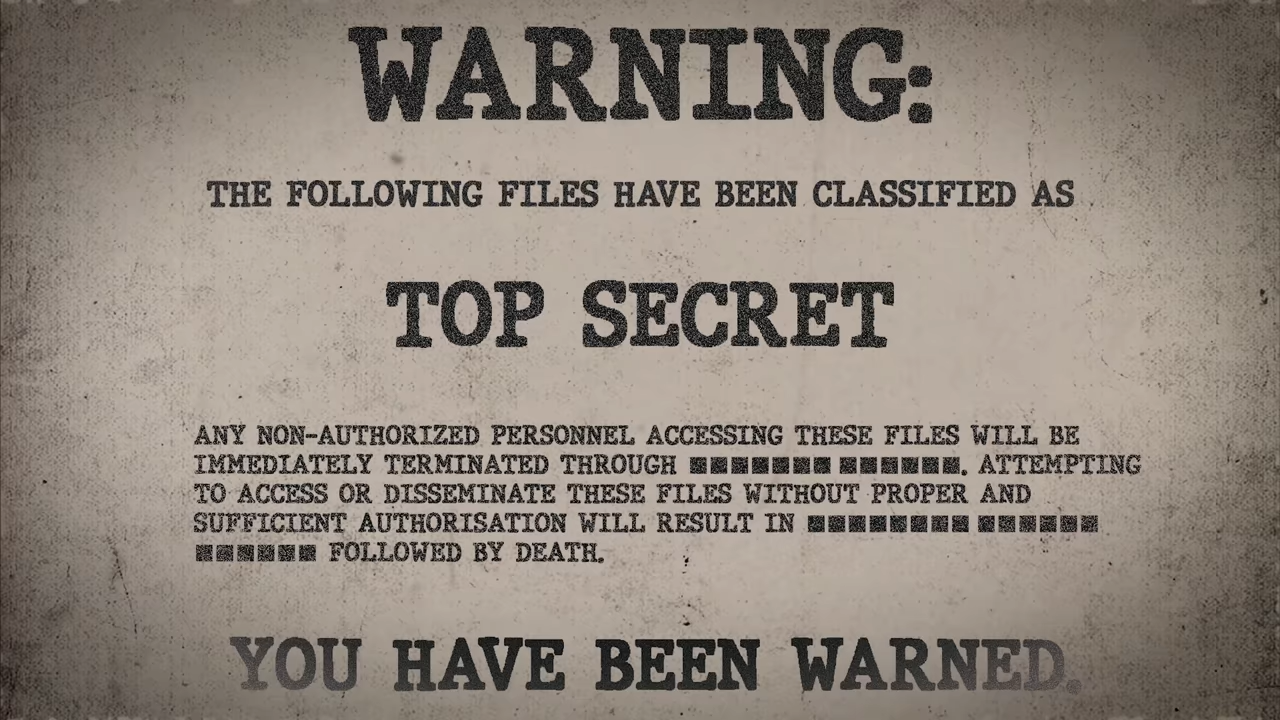 WARNING:
THE FOLLOWING FILES HAVE BEEN CLASSIFIED AS
TOP SECRET
ANY NON-AUTHORIZED PERSONNEL ACCESSING THESE FILES WILL BE
IMMEDIATELY TERMINATED THROUGH ■■■■■■■ ■■■■■■. ATTEMPTING
TO ACCESS OR DISSEMINATE THESE FILES WITHOUT PROPER AND
SUFFICIENT AUTHORISATION WILL RESULT IN ■■■■■■■■ ■■■■■■
■■■■■■ FOLLOWED BY DEATH.
YOU HAVE BEEN WARNED.